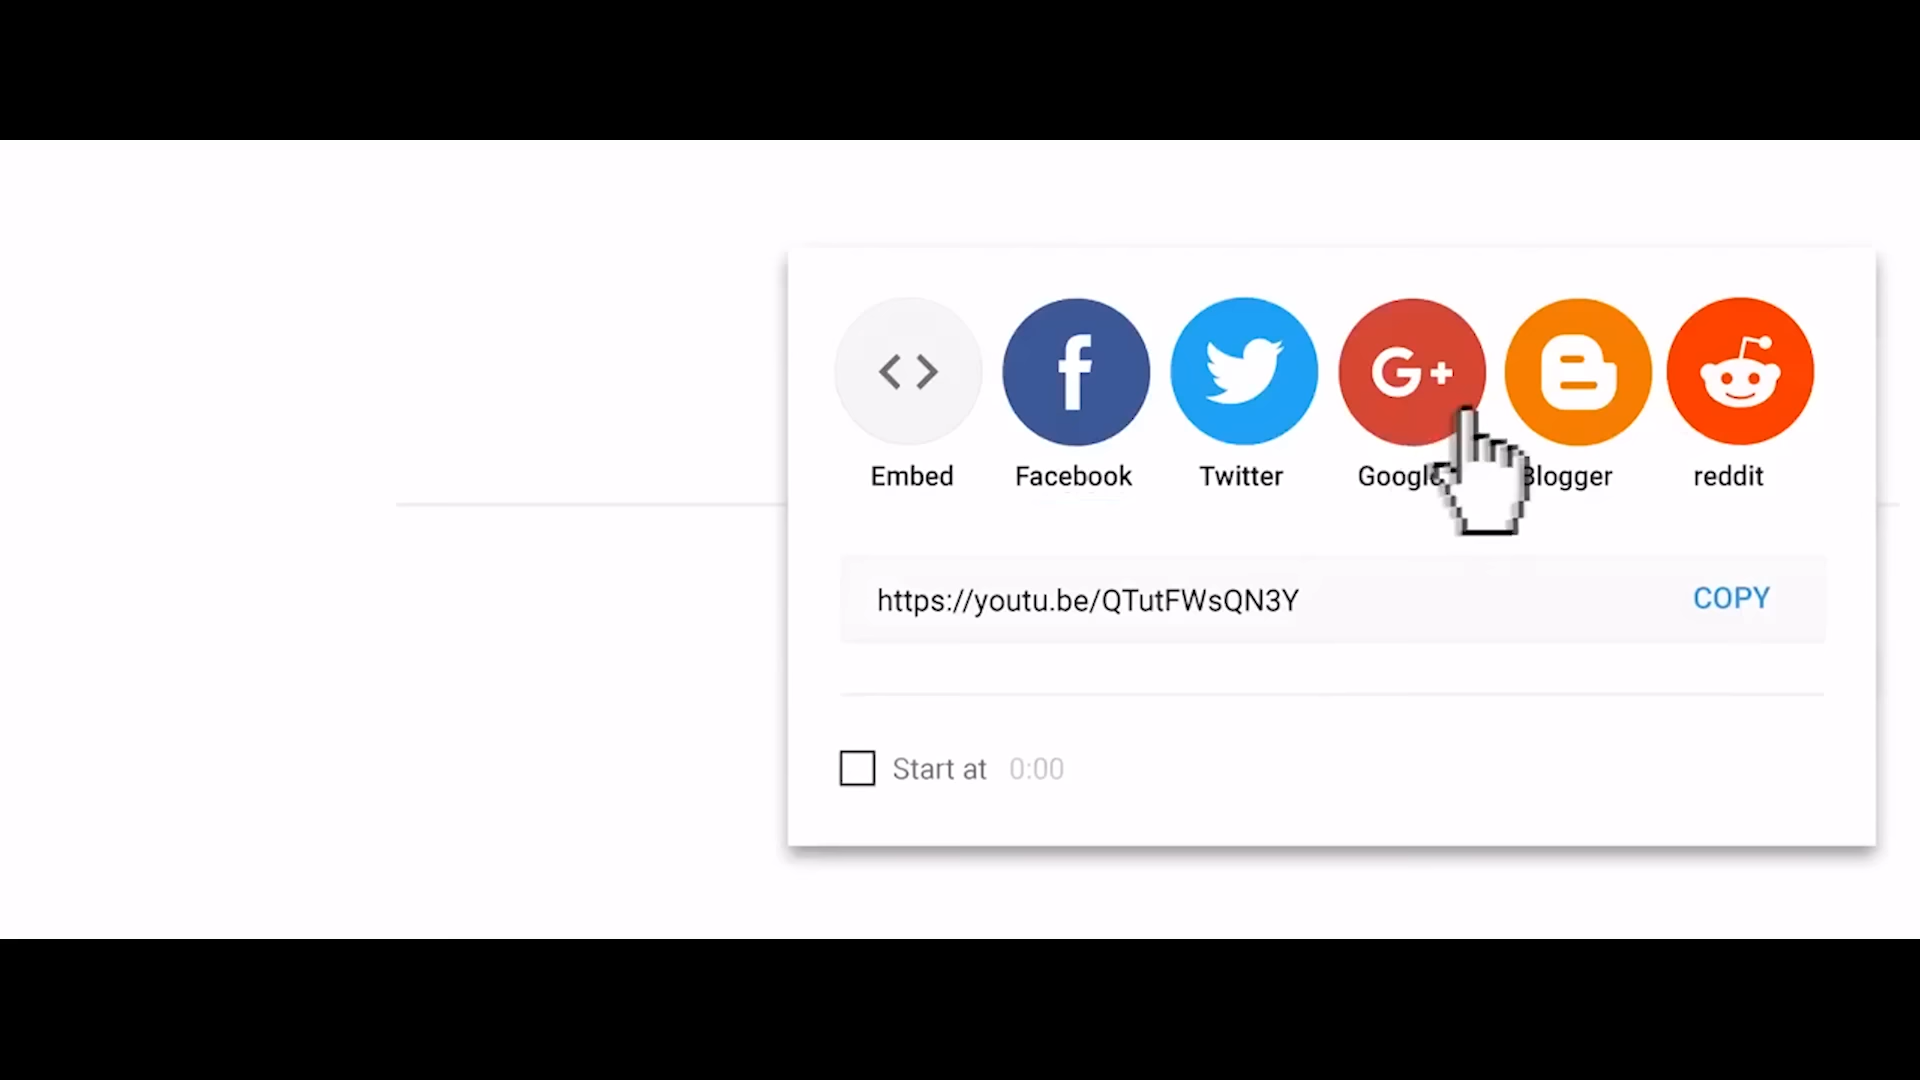 Embed Facebook Twitter Blogger reddit
https://youtu.be/QTutFWsQN3Y COPY
Start at 0:00